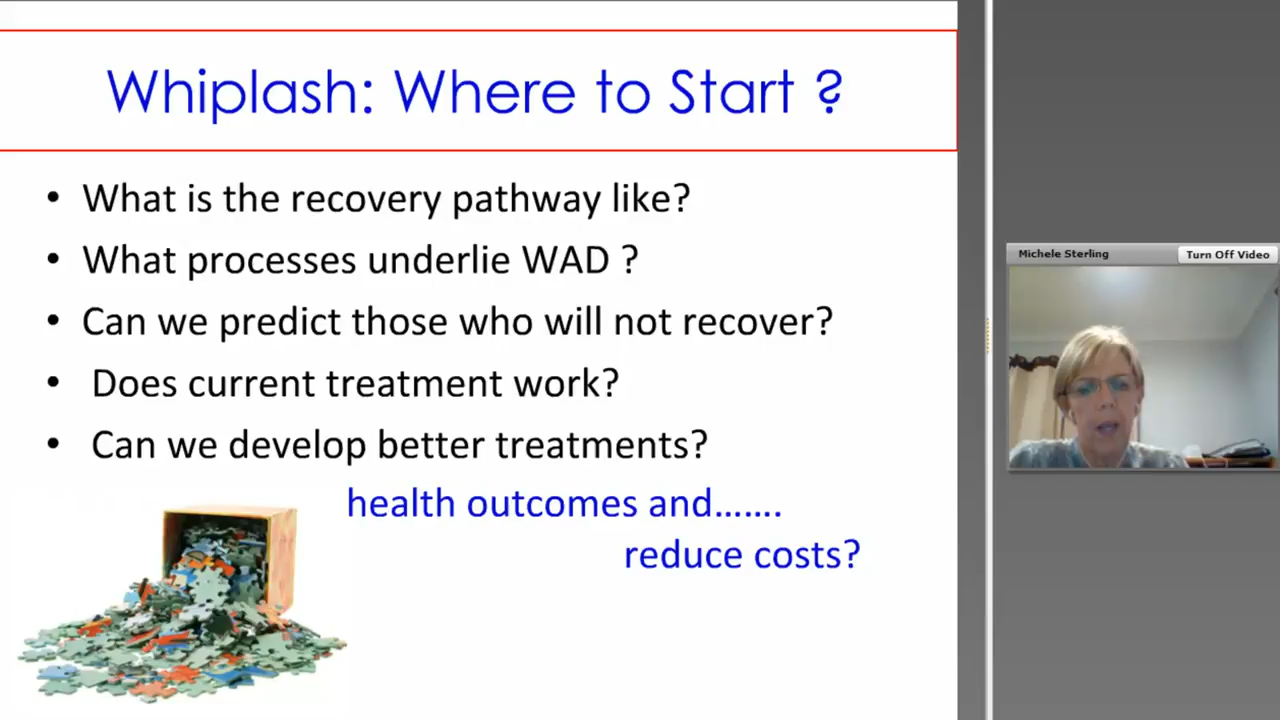 Whiplash: Where to Start ?
• What is the recovery pathway like?
• What processes underlie WAD ?
• Can we predict those who will not recover?
• Does current treatment work?
• Can we develop better treatments?
health outcomes and…….
reduce costs?
Michele Sterling
Turn Off Video